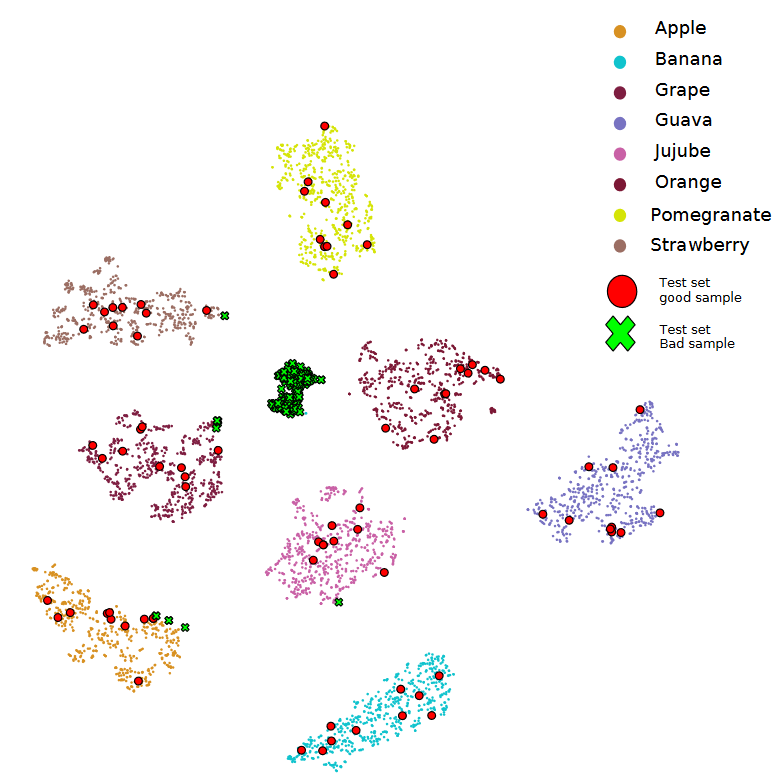 Apple
Banana
Grape
Guava
Jujube
Orange
Pomegranate
Strawberry
Test set
good sample
Test set
Bad sample